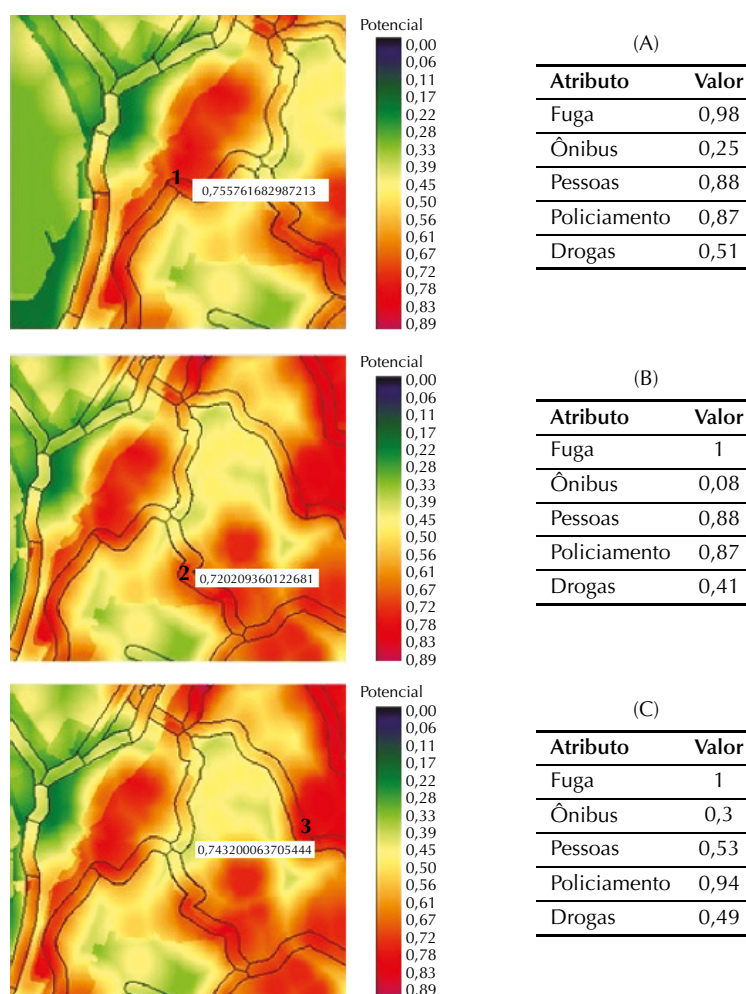 Potencial
0,00
0,06
0,11
0,17
0,22
0,28
0,33
0,39
0,45
0,50
0,56
0,61
0,67
0,72
0,78
0,83
0,89
1
0,755761682987213
(A)
Atributo Valor
Fuga 0,98
Ônibus 0,25
Pessoas 0,88
Policiamento 0,87
Drogas 0,51
Potencial
0,00
0,06
0,11
0,17
0,22
0,28
0,33
0,39
0,45
0,50
0,56
0,61
0,67
0,72
0,78
0,83
0,89
2
0,720209360122681
(B)
Atributo Valor
Fuga 1
Ônibus 0,08
Pessoas 0,88
Policiamento 0,87
Drogas 0,41
Potencial
0,00
0,06
0,11
0,17
0,22
0,28
0,33
0,39
0,45
0,50
0,56
0,61
0,67
0,72
0,78
0,83
0,89
3
0,743200063705444
(C)
Atributo Valor
Fuga 1
Ônibus 0,3
Pessoas 0,53
Policiamento 0,94
Drogas 0,49